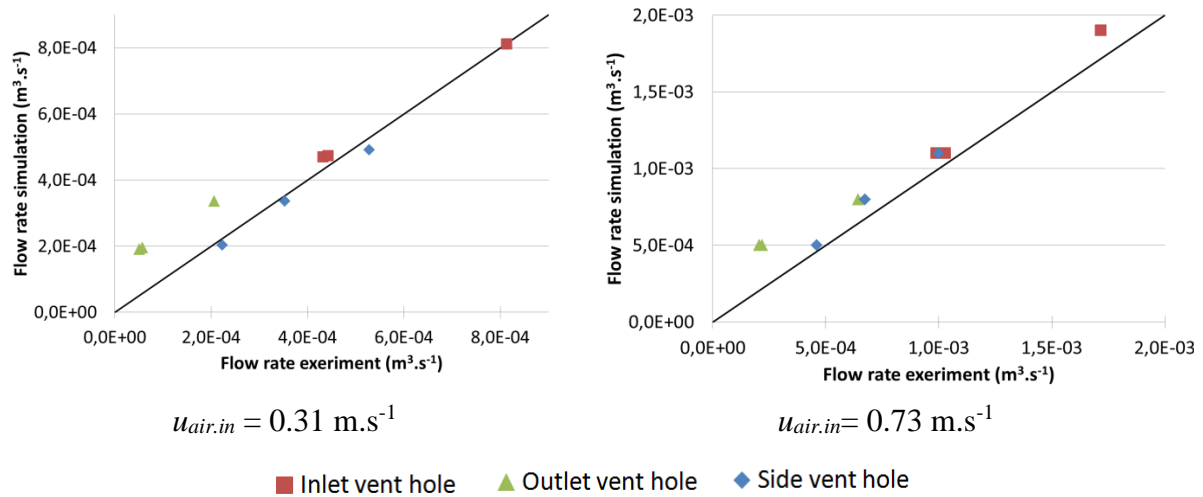 8,0E-04
6,0E-04
4,0E-04
2,0E-04
0,0E+00
Flow rate simulation (m³.s⁻¹)
0,0E+00 2,0E-04 4,0E-04 6,0E-04 8,0E-04
Flow rate exeriment (m³.s⁻¹)
u_air.in = 0.31 m.s⁻¹
2,0E-03
1,5E-03
1,0E-03
5,0E-04
0,0E+00
Flow rate simulation (m³.s⁻¹)
0,0E+00 5,0E-04 1,0E-03 1,5E-03 2,0E-03
Flow rate exeriment (m³.s⁻¹)
u_air.in= 0.73 m.s⁻¹
Inlet vent hole Outlet vent hole Side vent hole